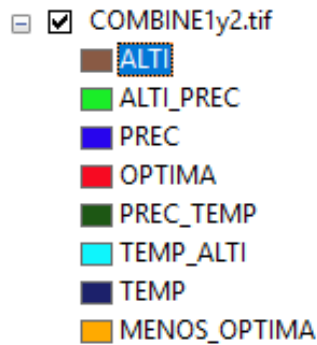 COMBINE1y2.tif
ALTI
ALTI_PREC
PREC
OPTIMA
PREC_TEMP
TEMP_ALTI
TEMP
MENOS_OPTIMA